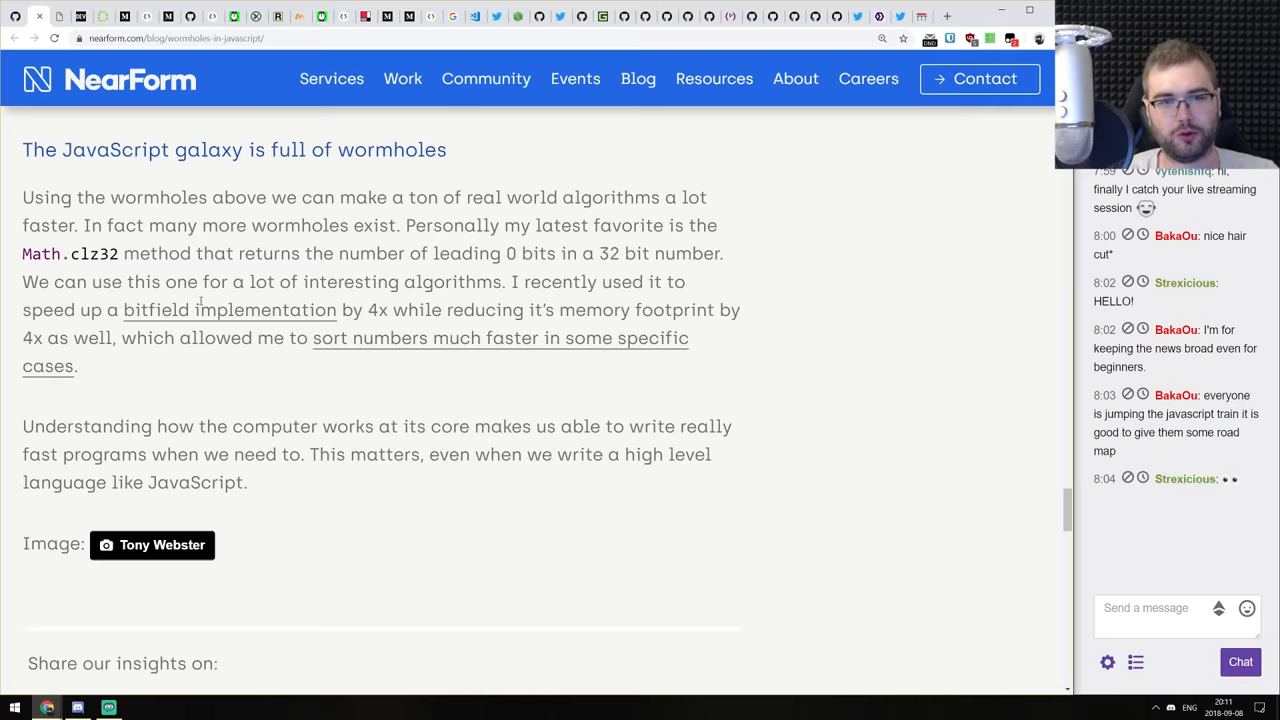 nearform.com/blog/wormholes-in-javascript/
NearForm
Services Work Community Events Blog Resources About Careers → Contact
The JavaScript galaxy is full of wormholes
Using the wormholes above we can make a ton of real world algorithms a lot
faster. In fact many more wormholes exist. Personally my latest favorite is the
Math.clz32 method that returns the number of leading 0 bits in a 32 bit number.
We can use this one for a lot of interesting algorithms. I recently used it to
speed up a bitfield implementation by 4x while reducing it's memory footprint by
4x as well, which allowed me to sort numbers much faster in some specific
cases.
Understanding how the computer works at its core makes us able to write really
fast programs when we need to. This matters, even when we write a high level
language like JavaScript.
Image: Tony Webster
Share our insights on:
7:59 hi,
finally I catch your live streaming
session
8:00 BakaOu: nice hair
cut*
8:02 Strexicious:
HELLO!
8:02 BakaOu: I'm for
keeping the news broad even for
beginners.
8:03 BakaOu: everyone
is jumping the javascript train it is
good to give them some road
map
8:04 Strexicious: 👀
Send a message
Chat
ENG
20:11
2018-09-08